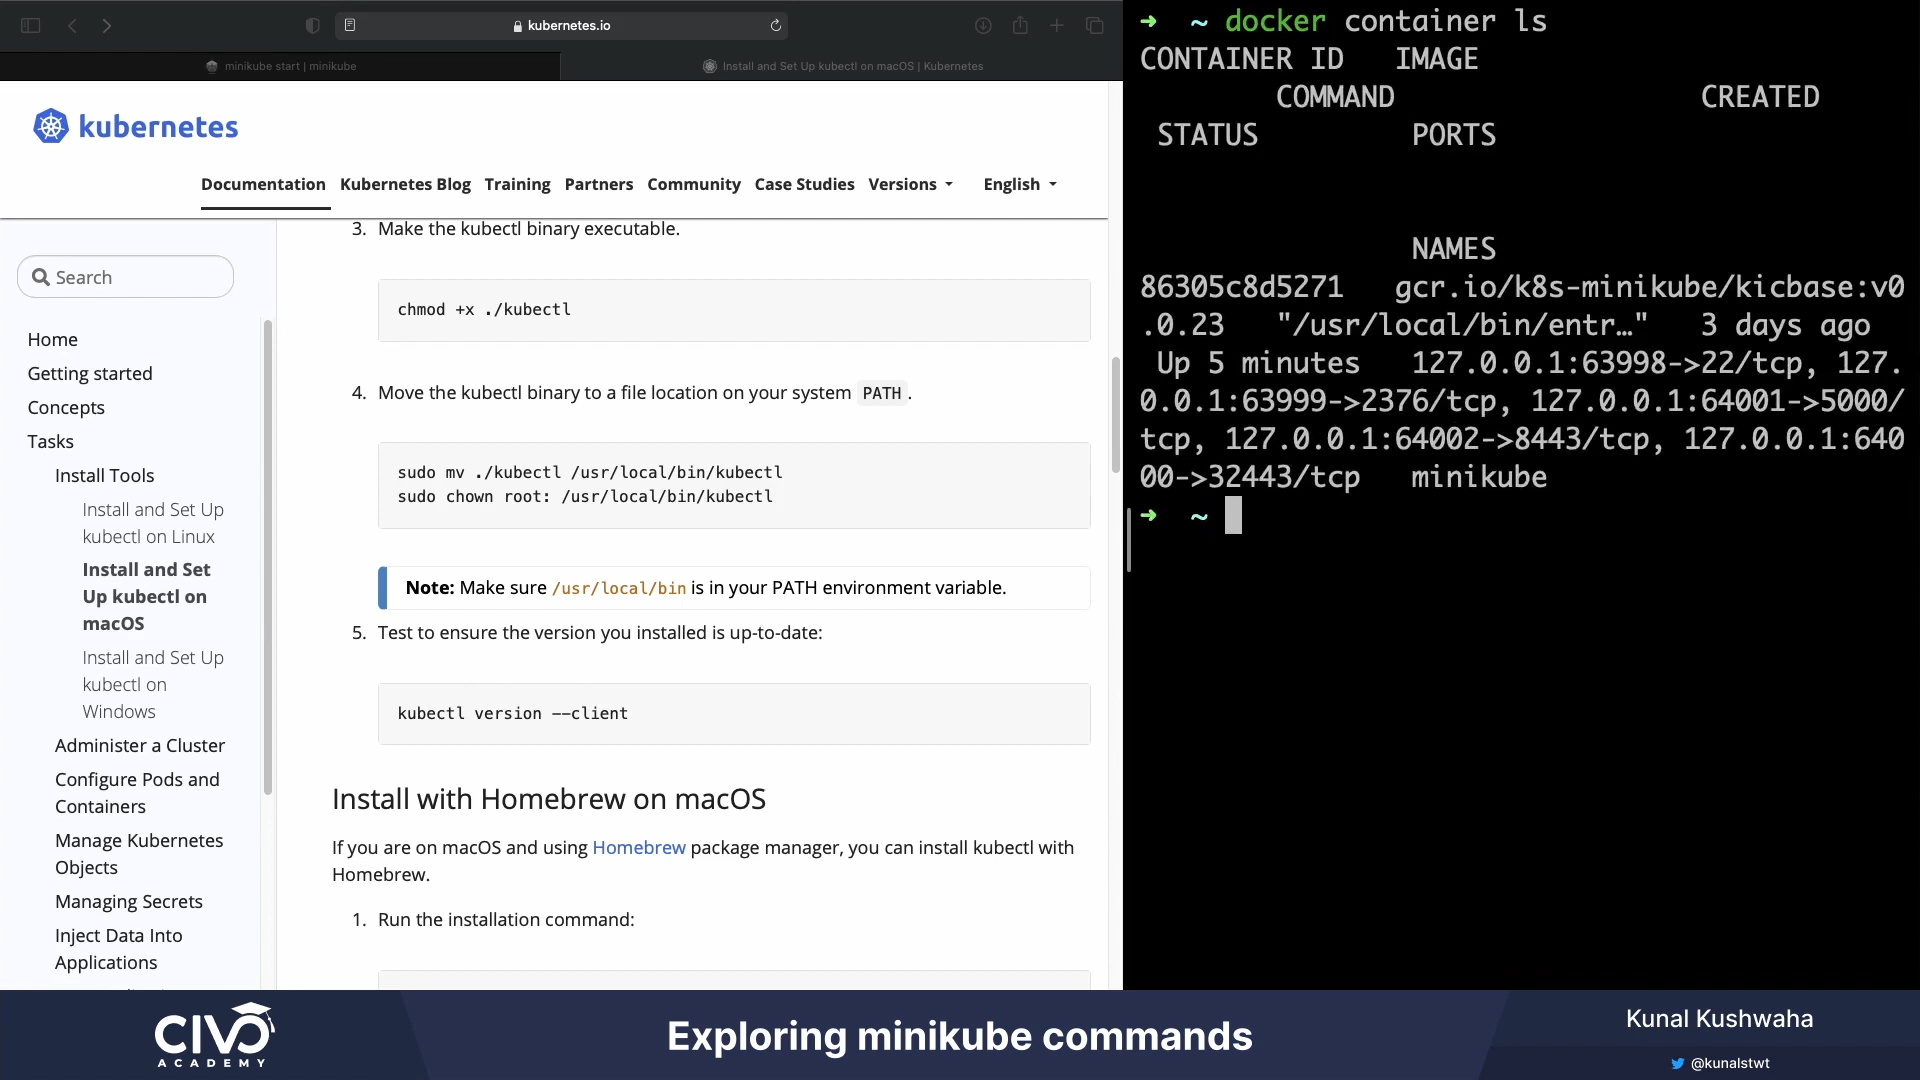 kubernetes.io
minikube start | minikube
Install and Set Up kubectl on macOS | Kubernetes
kubernetes
Documentation Kubernetes Blog Training Partners Community Case Studies Versions English
Search
Home
Getting started
Concepts
Tasks
Install Tools
Install and Set Up
kubectl on Linux
Install and Set
Up kubectl on
macOS
Install and Set Up
kubectl on
Windows
Administer a Cluster
Configure Pods and
Containers
Manage Kubernetes
Objects
Managing Secrets
Inject Data Into
Applications
3. Make the kubectl binary executable.
chmod +x ./kubectl
4. Move the kubectl binary to a file location on your system PATH .
sudo mv ./kubectl /usr/local/bin/kubectl
sudo chown root: /usr/local/bin/kubectl
Note: Make sure /usr/local/bin is in your PATH environment variable.
5. Test to ensure the version you installed is up-to-date:
kubectl version --client
Install with Homebrew on macOS
If you are on macOS and using Homebrew package manager, you can install kubectl with
Homebrew.
1. Run the installation command:
➜ ~ docker container ls
CONTAINER ID IMAGE
COMMAND CREATED
STATUS PORTS
NAMES
86305c8d5271 gcr.io/k8s-minikube/kicbase:v0
.0.23 "/usr/local/bin/entr…" 3 days ago
Up 5 minutes 127.0.0.1:63998->22/tcp, 127.
0.0.1:63999->2376/tcp, 127.0.0.1:64001->5000/
tcp, 127.0.0.1:64002->8443/tcp, 127.0.0.1:640
00->32443/tcp minikube
➜ ~
CIVO
ACADEMY
Exploring minikube commands
Kunal Kushwaha
@kunalstwt